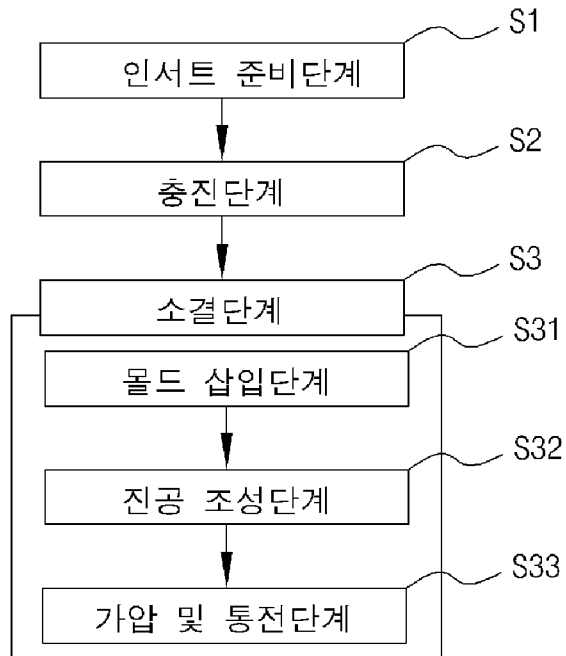 S1
인서트 준비단계
S2
충진단계
S3
소결단계
S31
몰드 삽입단계
S32
진공 조성단계
S33
가압 및 통전단계